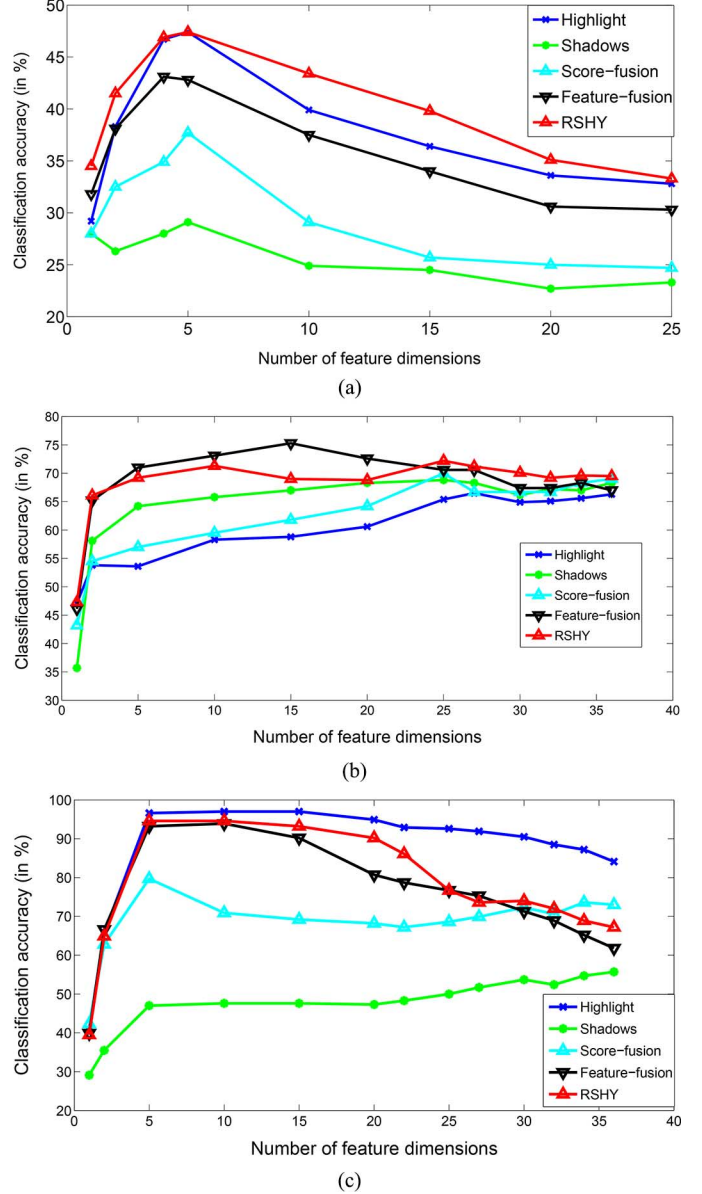 50
45
40
35
30
25
20
Classification accuracy (in %)
Highlight
Shadows
Score-fusion
Feature-fusion
RSHY
0 5 10 15 20 25
Number of feature dimensions
(a)
80
75
70
65
60
55
50
45
40
35
30
Classification accuracy (in %)
Highlight
Shadows
Score-fusion
Feature-fusion
RSHY
0 5 10 15 20 25 30 35 40
Number of feature dimensions
(b)
100
90
80
70
60
50
40
30
20
Classification accuracy (in %)
Highlight
Shadows
Score-fusion
Feature-fusion
RSHY
0 5 10 15 20 25 30 35 40
Number of feature dimensions
(c)